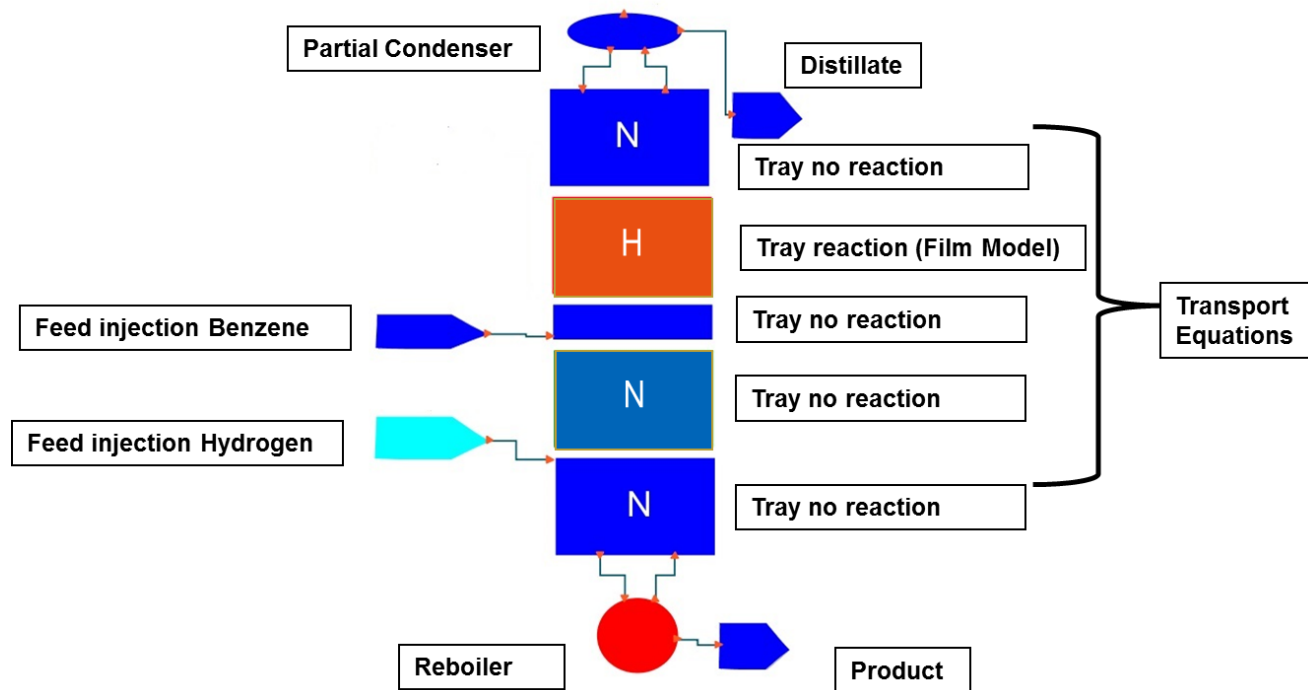 Partial Condenser
Distillate
N
Tray no reaction
H
Tray reaction (Film Model)
Feed injection Benzene
Tray no reaction
Transport
Equations
N
Tray no reaction
Feed injection Hydrogen
N
Tray no reaction
Reboiler
Product